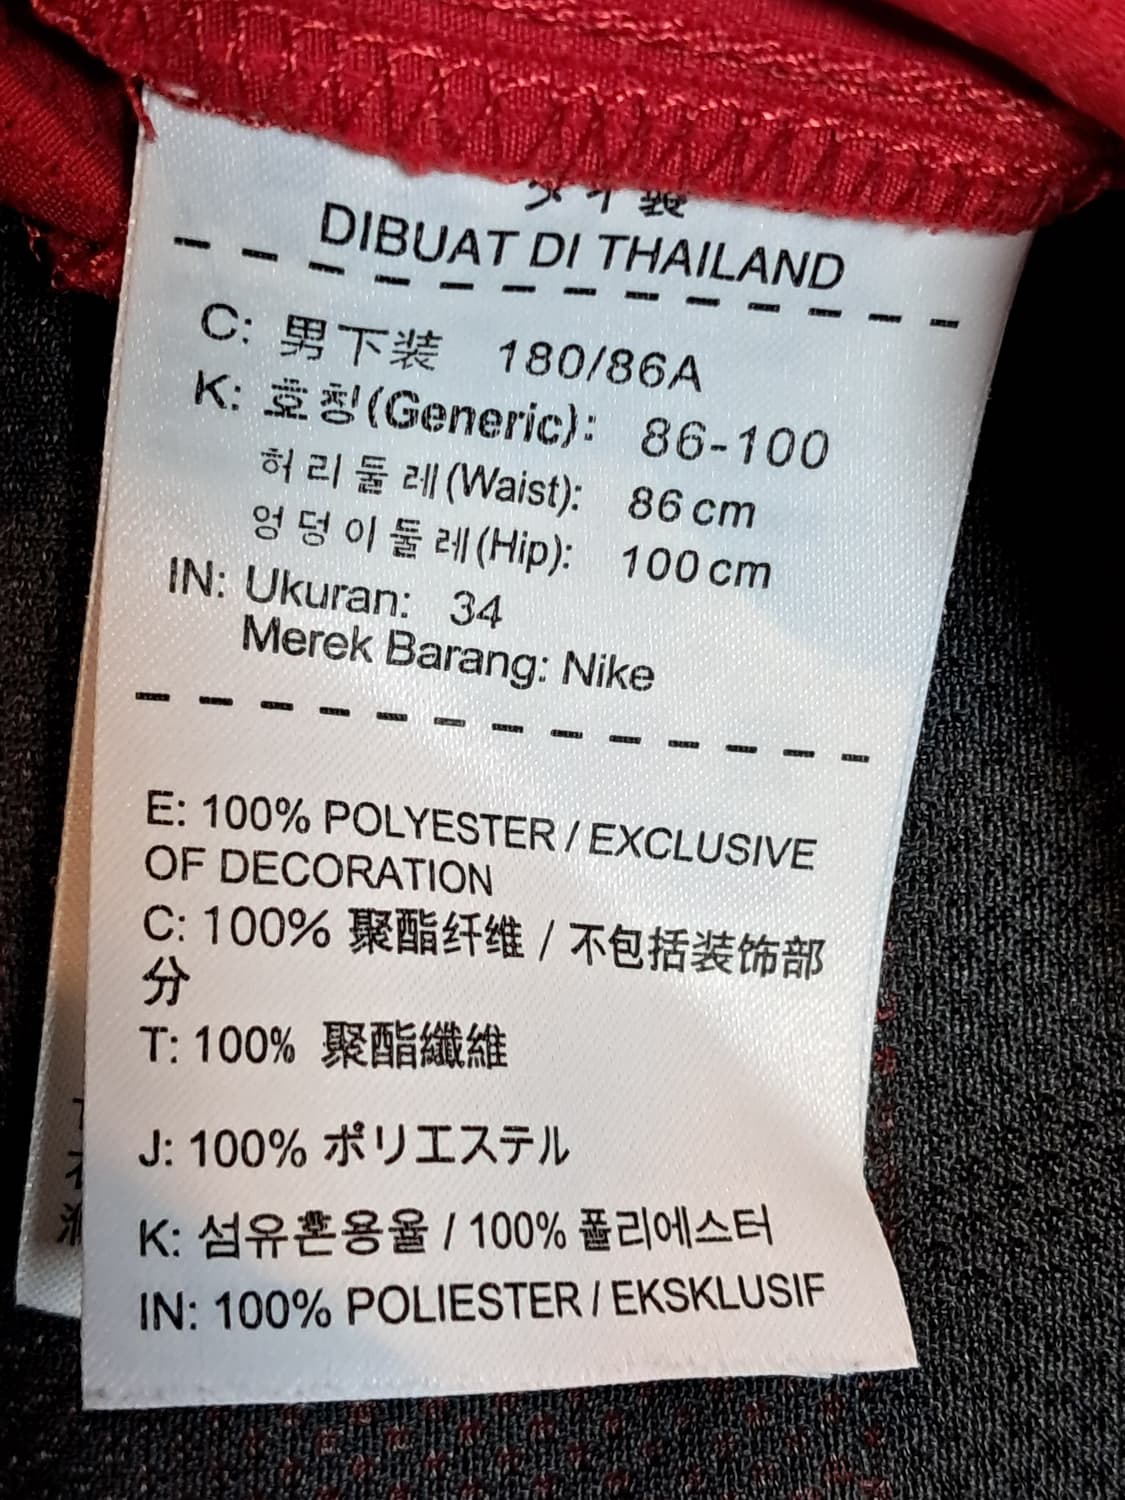 タイ製
DIBUAT DI THAILAND
C: 男下装 180/86A
K: 호칭(Generic): 86-100
허리둘레(Waist): 86 cm
엉덩이둘레(Hip): 100 cm
IN: Ukuran: 34
Merek Barang: Nike
E: 100% POLYESTER / EXCLUSIVE
OF DECORATION
C: 100% 聚酯纤维 / 不包括装饰部
分
T: 100% 聚酯纖維
J: 100% ポリエステル
K: 섬유혼용율 / 100% 폴리에스터
IN: 100% POLIESTER / EKSKLUSIF